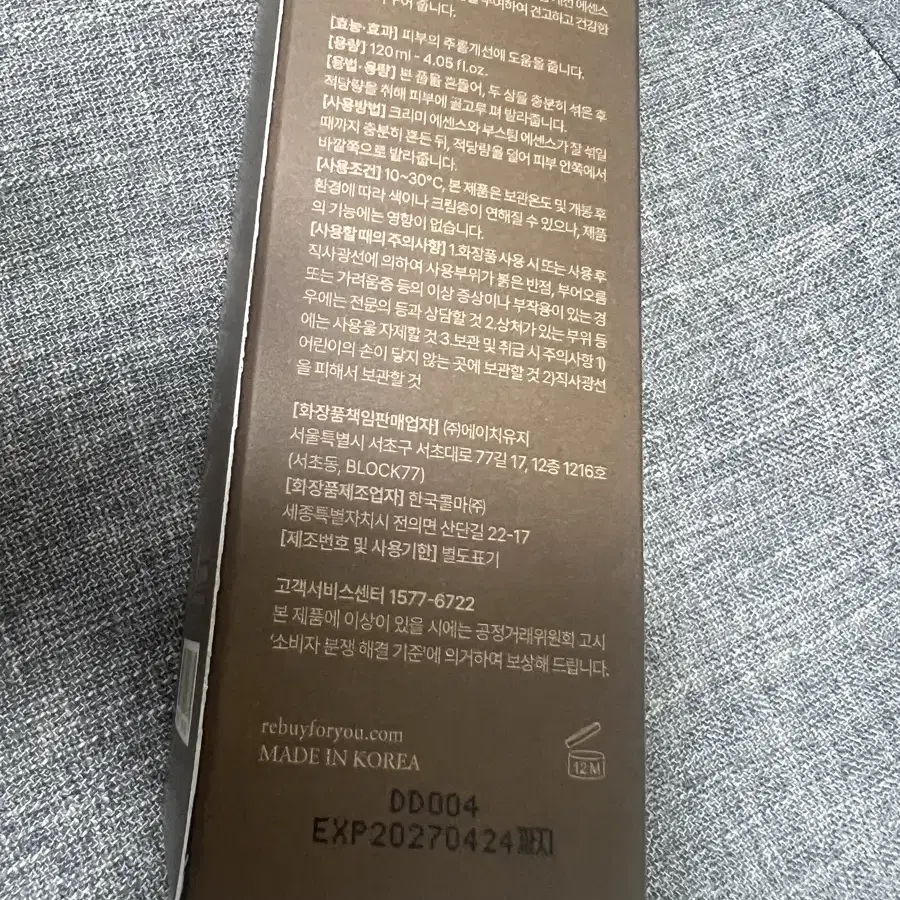 부여하여 견고하고 건강한
줍니다.
[효능·효과] 피부의 주름개선에 도움을 줍니다.
[용량] 120 ml - 4.05 fl.oz.
[용법·용량] 본 품을 흔들어, 두 상을 충분히 섞은 후
적당량을 취해 피부에 골고루 펴 발라줍니다.
[사용방법] 크리미 에센스와 부스팅 에센스가 잘 섞일
때까지 충분히 흔든 뒤, 적당량을 덜어 피부 안쪽에서
바깥쪽으로 발라줍니다.
[사용조건] 10~30°C, 본 제품은 보관온도 및 개봉 후
환경에 따라 색이나 크림층이 연해질 수 있으나, 제품
의 기능에는 영향이 없습니다.
[사용할 때의 주의사항] 1.화장품 사용 시 또는 사용 후
직사광선에 의하여 사용부위가 붉은 반점, 부어오름
또는 가려움증 등의 이상 증상이나 부작용이 있는 경
우에는 전문의 등과 상담할 것 2.상처가 있는 부위 등
에는 사용을 자제할 것 3.보관 및 취급 시 주의사항 1)
어린이의 손이 닿지 않는 곳에 보관할 것 2)직사광선
을 피해서 보관할 것
[화장품책임판매업자] ㈜에이치유지
서울특별시 서초구 서초대로 77길 17, 12층 1216호
(서초동, BLOCK77)
[화장품제조업자] 한국콜마㈜
세종특별자치시 전의면 산단길 22-17
[제조번호 및 사용기한] 별도표기
고객서비스센터 1577-6722
본 제품에 이상이 있을 시에는 공정거래위원회 고시
'소비자 분쟁 해결 기준'에 의거하여 보상해 드립니다.
rebuyforyou.com
MADE IN KOREA
12M
DD004
EXP20270424까지